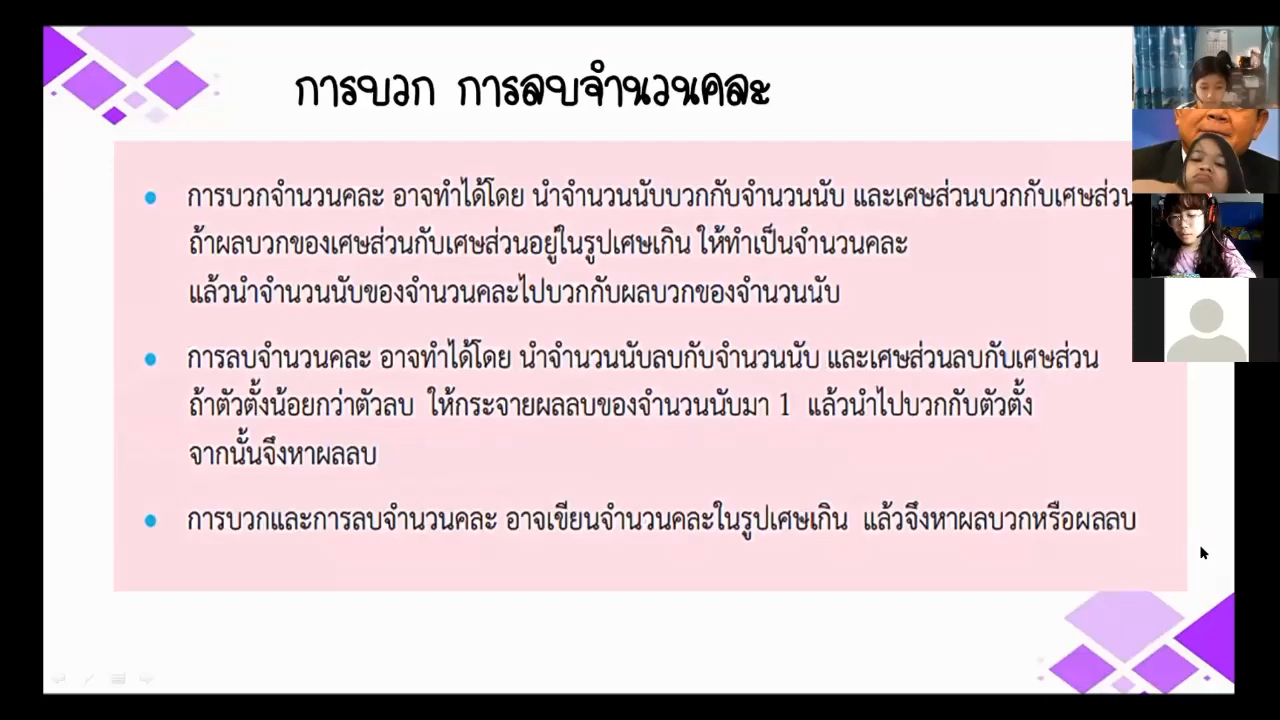 การบวก การลบจำนวนคละ
การบวกจำนวนคละ อาจทำได้โดย นำจำนวนนับบวกกับจำนวนนับ และเศษส่วนบวกกับเศษส่วน
ถ้าผลบวกของเศษส่วนกับเศษส่วนอยู่ในรูปเศษเกิน ให้ทำเป็นจำนวนคละ
แล้วนำจำนวนนับของจำนวนคละไปบวกกับผลบวกของจำนวนนับ
การลบจำนวนคละ อาจทำได้โดย นำจำนวนนับลบกับจำนวนนับ และเศษส่วนลบกับเศษส่วน
ถ้าตัวตั้งน้อยกว่าตัวลบ ให้กระจายผลลบของจำนวนนับมา 1 แล้วนำไปบวกกับตัวตั้ง
จากนั้นจึงหาผลลบ
การบวกและการลบจำนวนคละ อาจเขียนจำนวนคละในรูปเศษเกิน แล้วจึงหาผลบวกหรือผลลบ